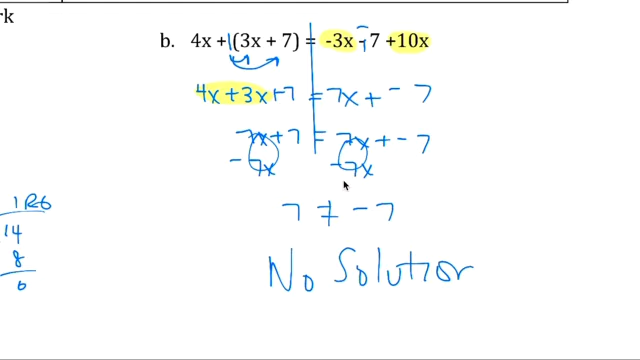 rk
b. 4x + 1(3x + 7) = -3x - 7 + 10x
4x + 3x + 7 = 7x + - 7
7x + 7 = 7x + - 7
- 7x - 7x
1R6
14
8
6
7 ≠ - 7
No Solution